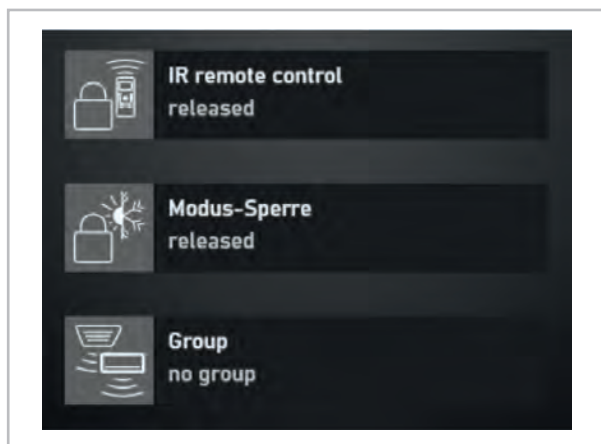 IR remote control
released
Modus-Sperre
released
Group
no group